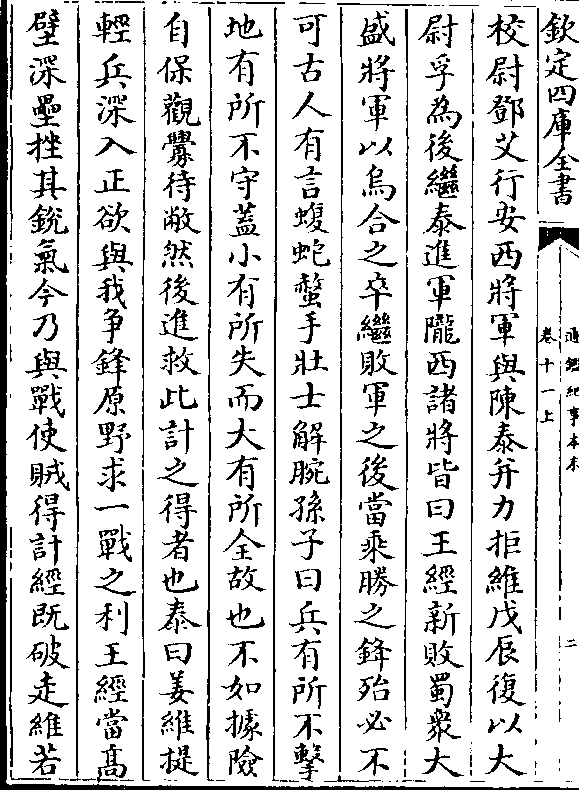 欽定四庫全書
通鑑紀事本末
卷十一上
二
校尉鄧艾行安西將軍與陳泰并力拒維戊辰復以大
尉孚為後繼泰進軍隴西諸將皆曰王經新敗蜀衆大
盛將軍以烏合之卒繼敗軍之後當乘勝之鋒殆必不
可古人有言蝮蛇螫手壯士解腕孫子曰兵有所不擊
地有所不守蓋小有所失而大有所全故也不如據險
自保觀釁待敝然後進救此計之得者也泰曰姜維提
輕兵深入正欲與我争鋒原野求一戰之利王經當髙
壁深壘挫其銳氣今乃與戰使賊得計經既破走維若